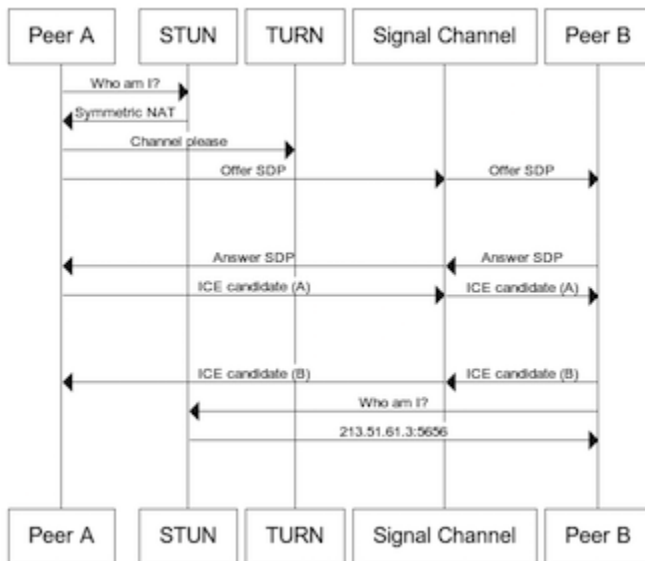 Peer A STUN TURN Signal Channel Peer B
Who am I?
Symmetric NAT
Channel please
Offer SDP Offer SDP
Answer SDP Answer SDP
ICE candidate (A) ICE candidate (A)
ICE candidate (B) ICE candidate (B)
Who am I?
213.51.61.3:5656
Peer A STUN TURN Signal Channel Peer B